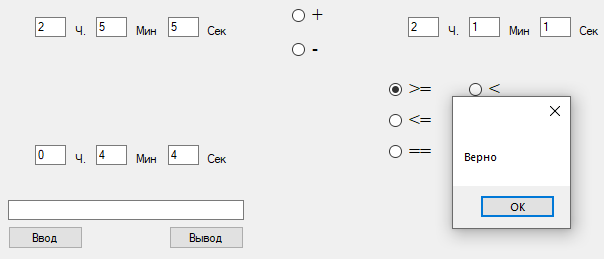 2 Ч. 5 Мин 5 Сек + 2 Ч. 1 Мин 1 Сек
-
>= <
<=
==
Верно
OK
0 Ч. 4 Мин 4 Сек
Ввод Вывод